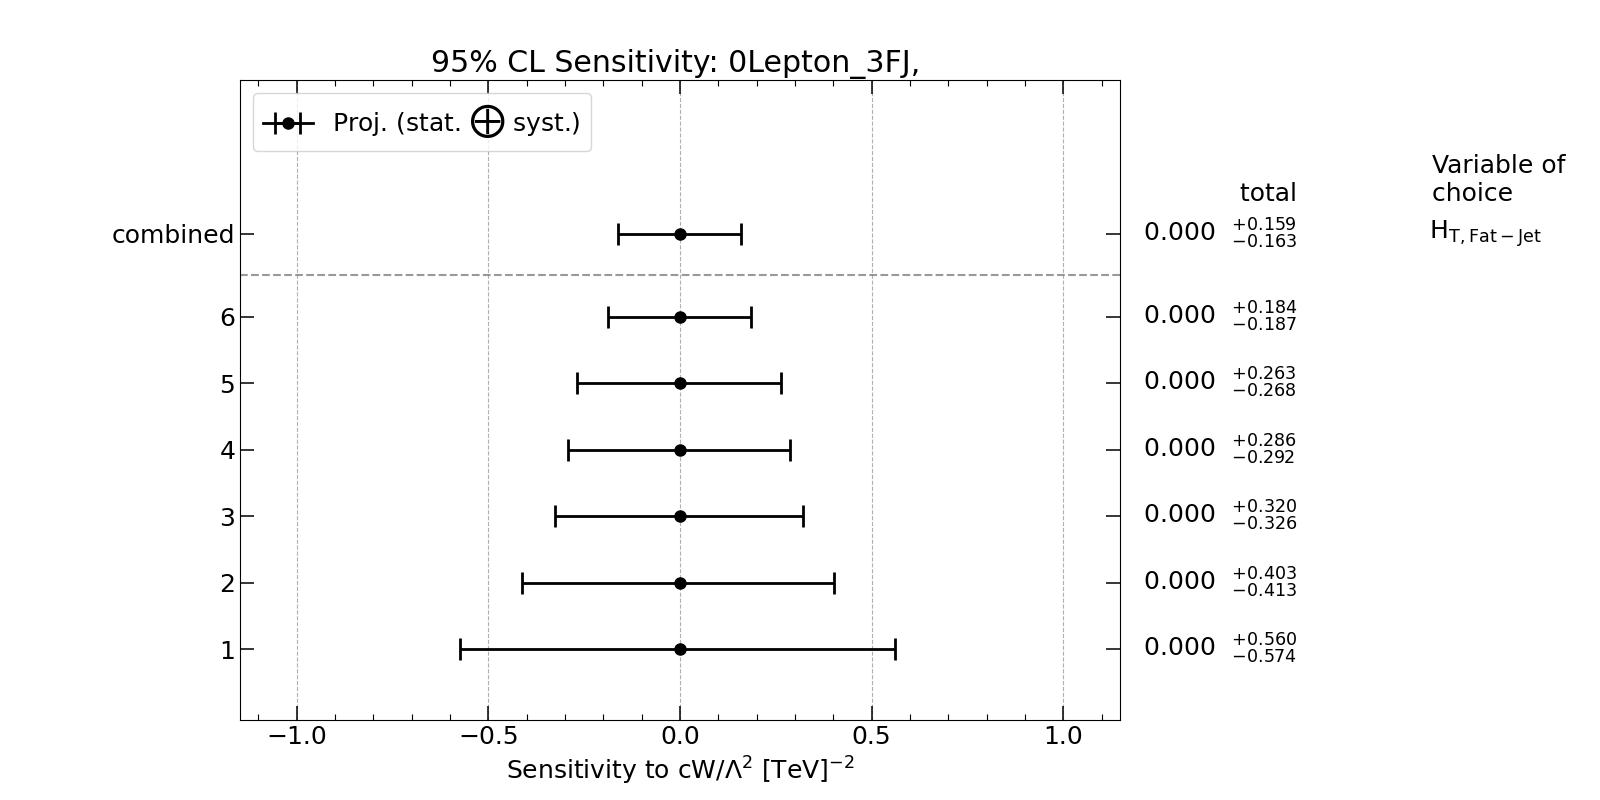 95% CL Sensitivity: 0Lepton_3FJ,
Proj. (stat. ⊕ syst.)
Variable of
choice
total
combined 0.000 +0.159 −0.163 H_T, Fat−Jet
6 0.000 +0.184 −0.187
5 0.000 +0.263 −0.268
4 0.000 +0.286 −0.292
3 0.000 +0.320 −0.326
2 0.000 +0.403 −0.413
1 0.000 +0.560 −0.574
−1.0 −0.5 0.0 0.5 1.0
Sensitivity to cW/Λ² [TeV]⁻²